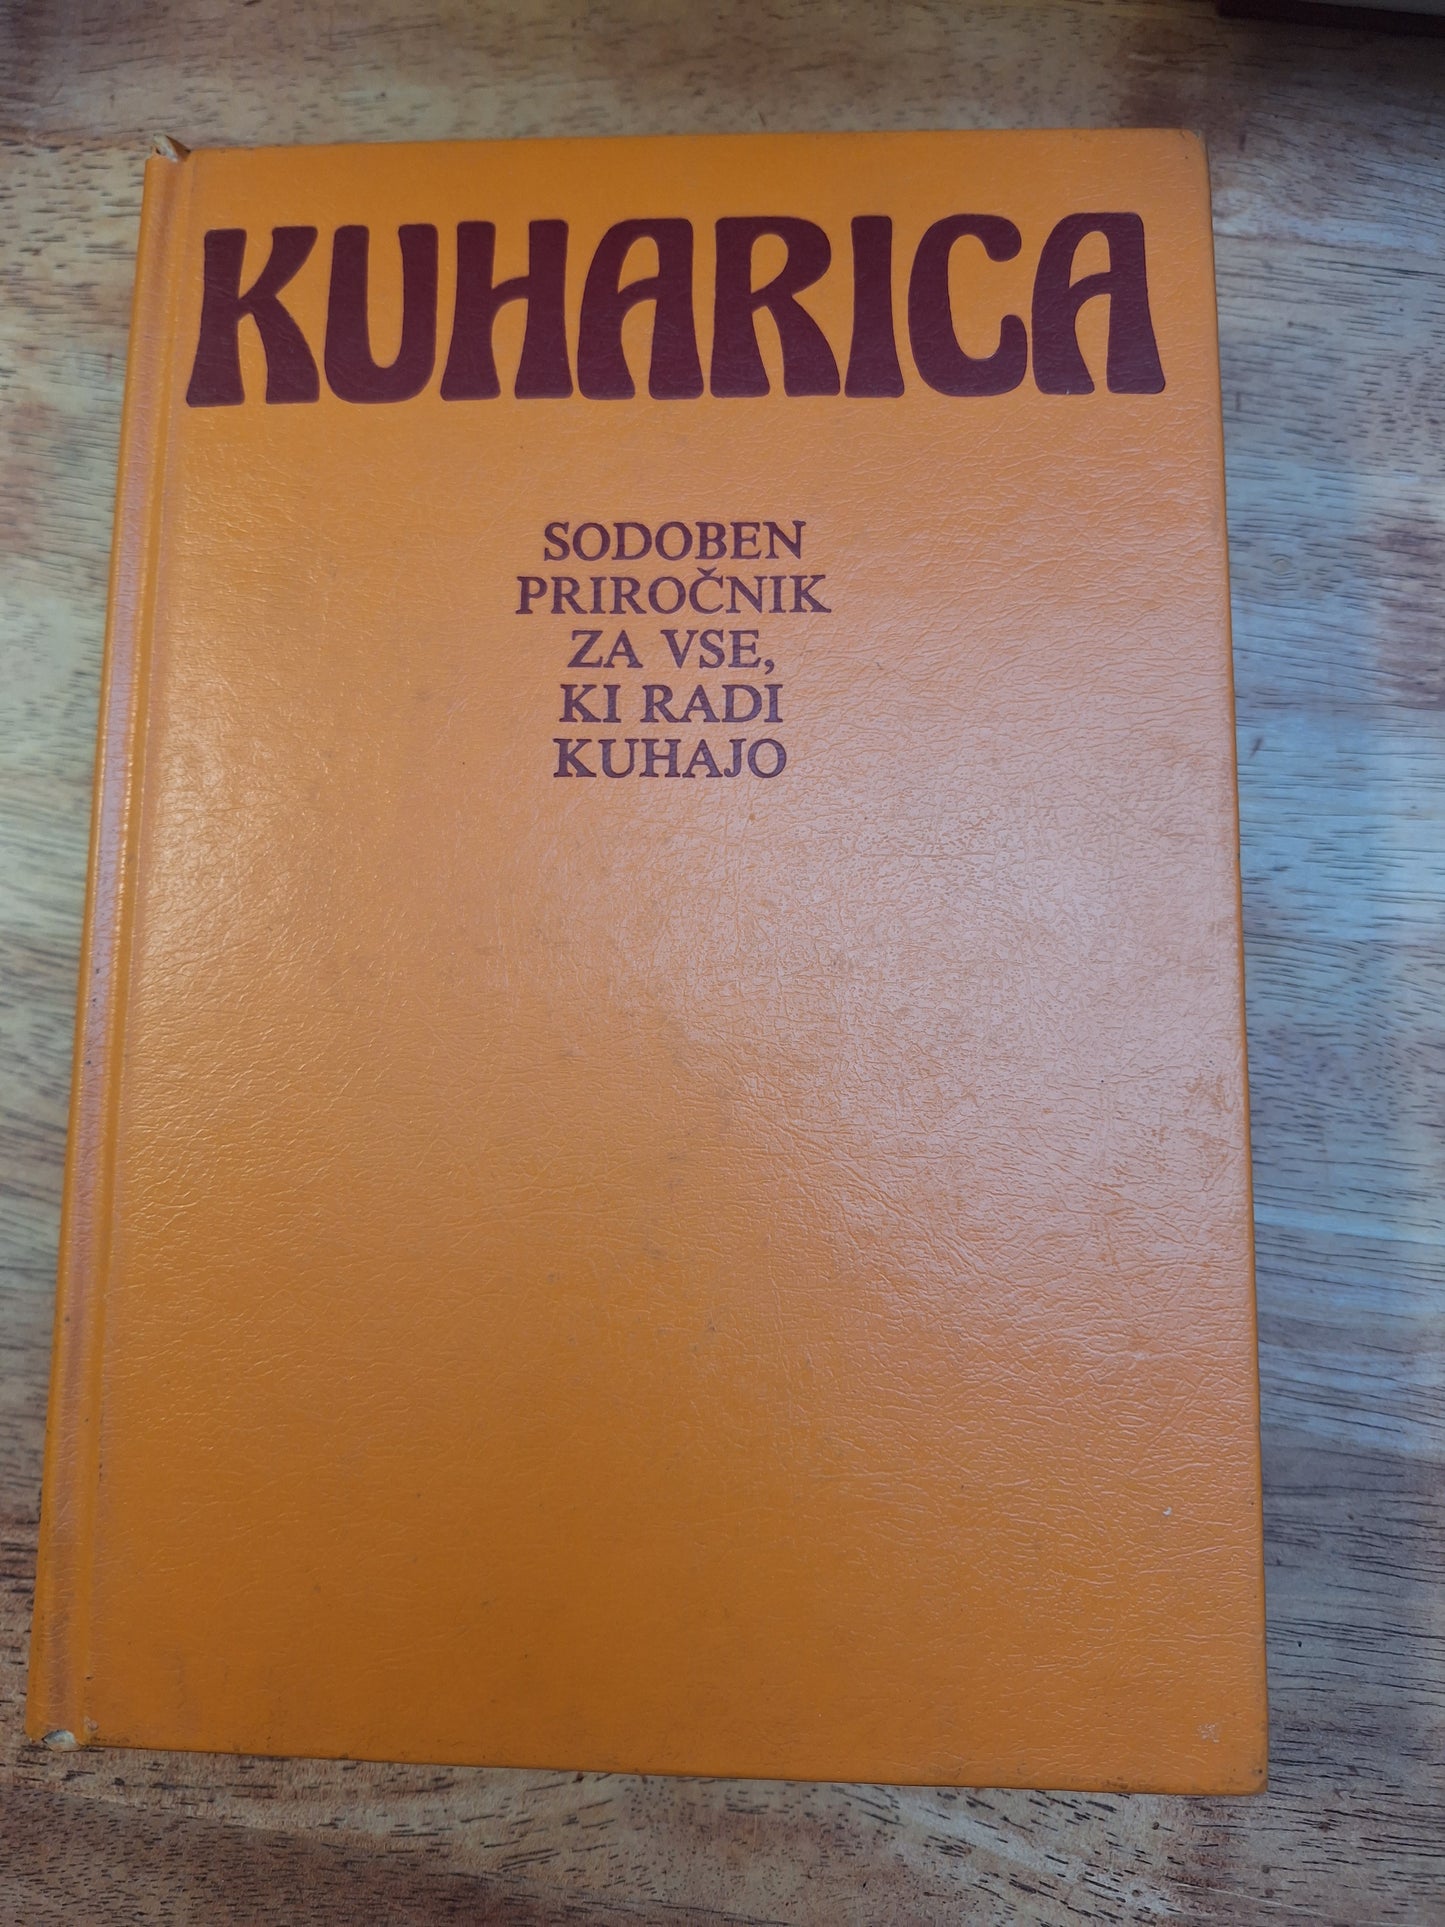 KUHARICA
SODOBEN
PRIROČNIK
ZA VSE,
KI RADI
KUHAJO